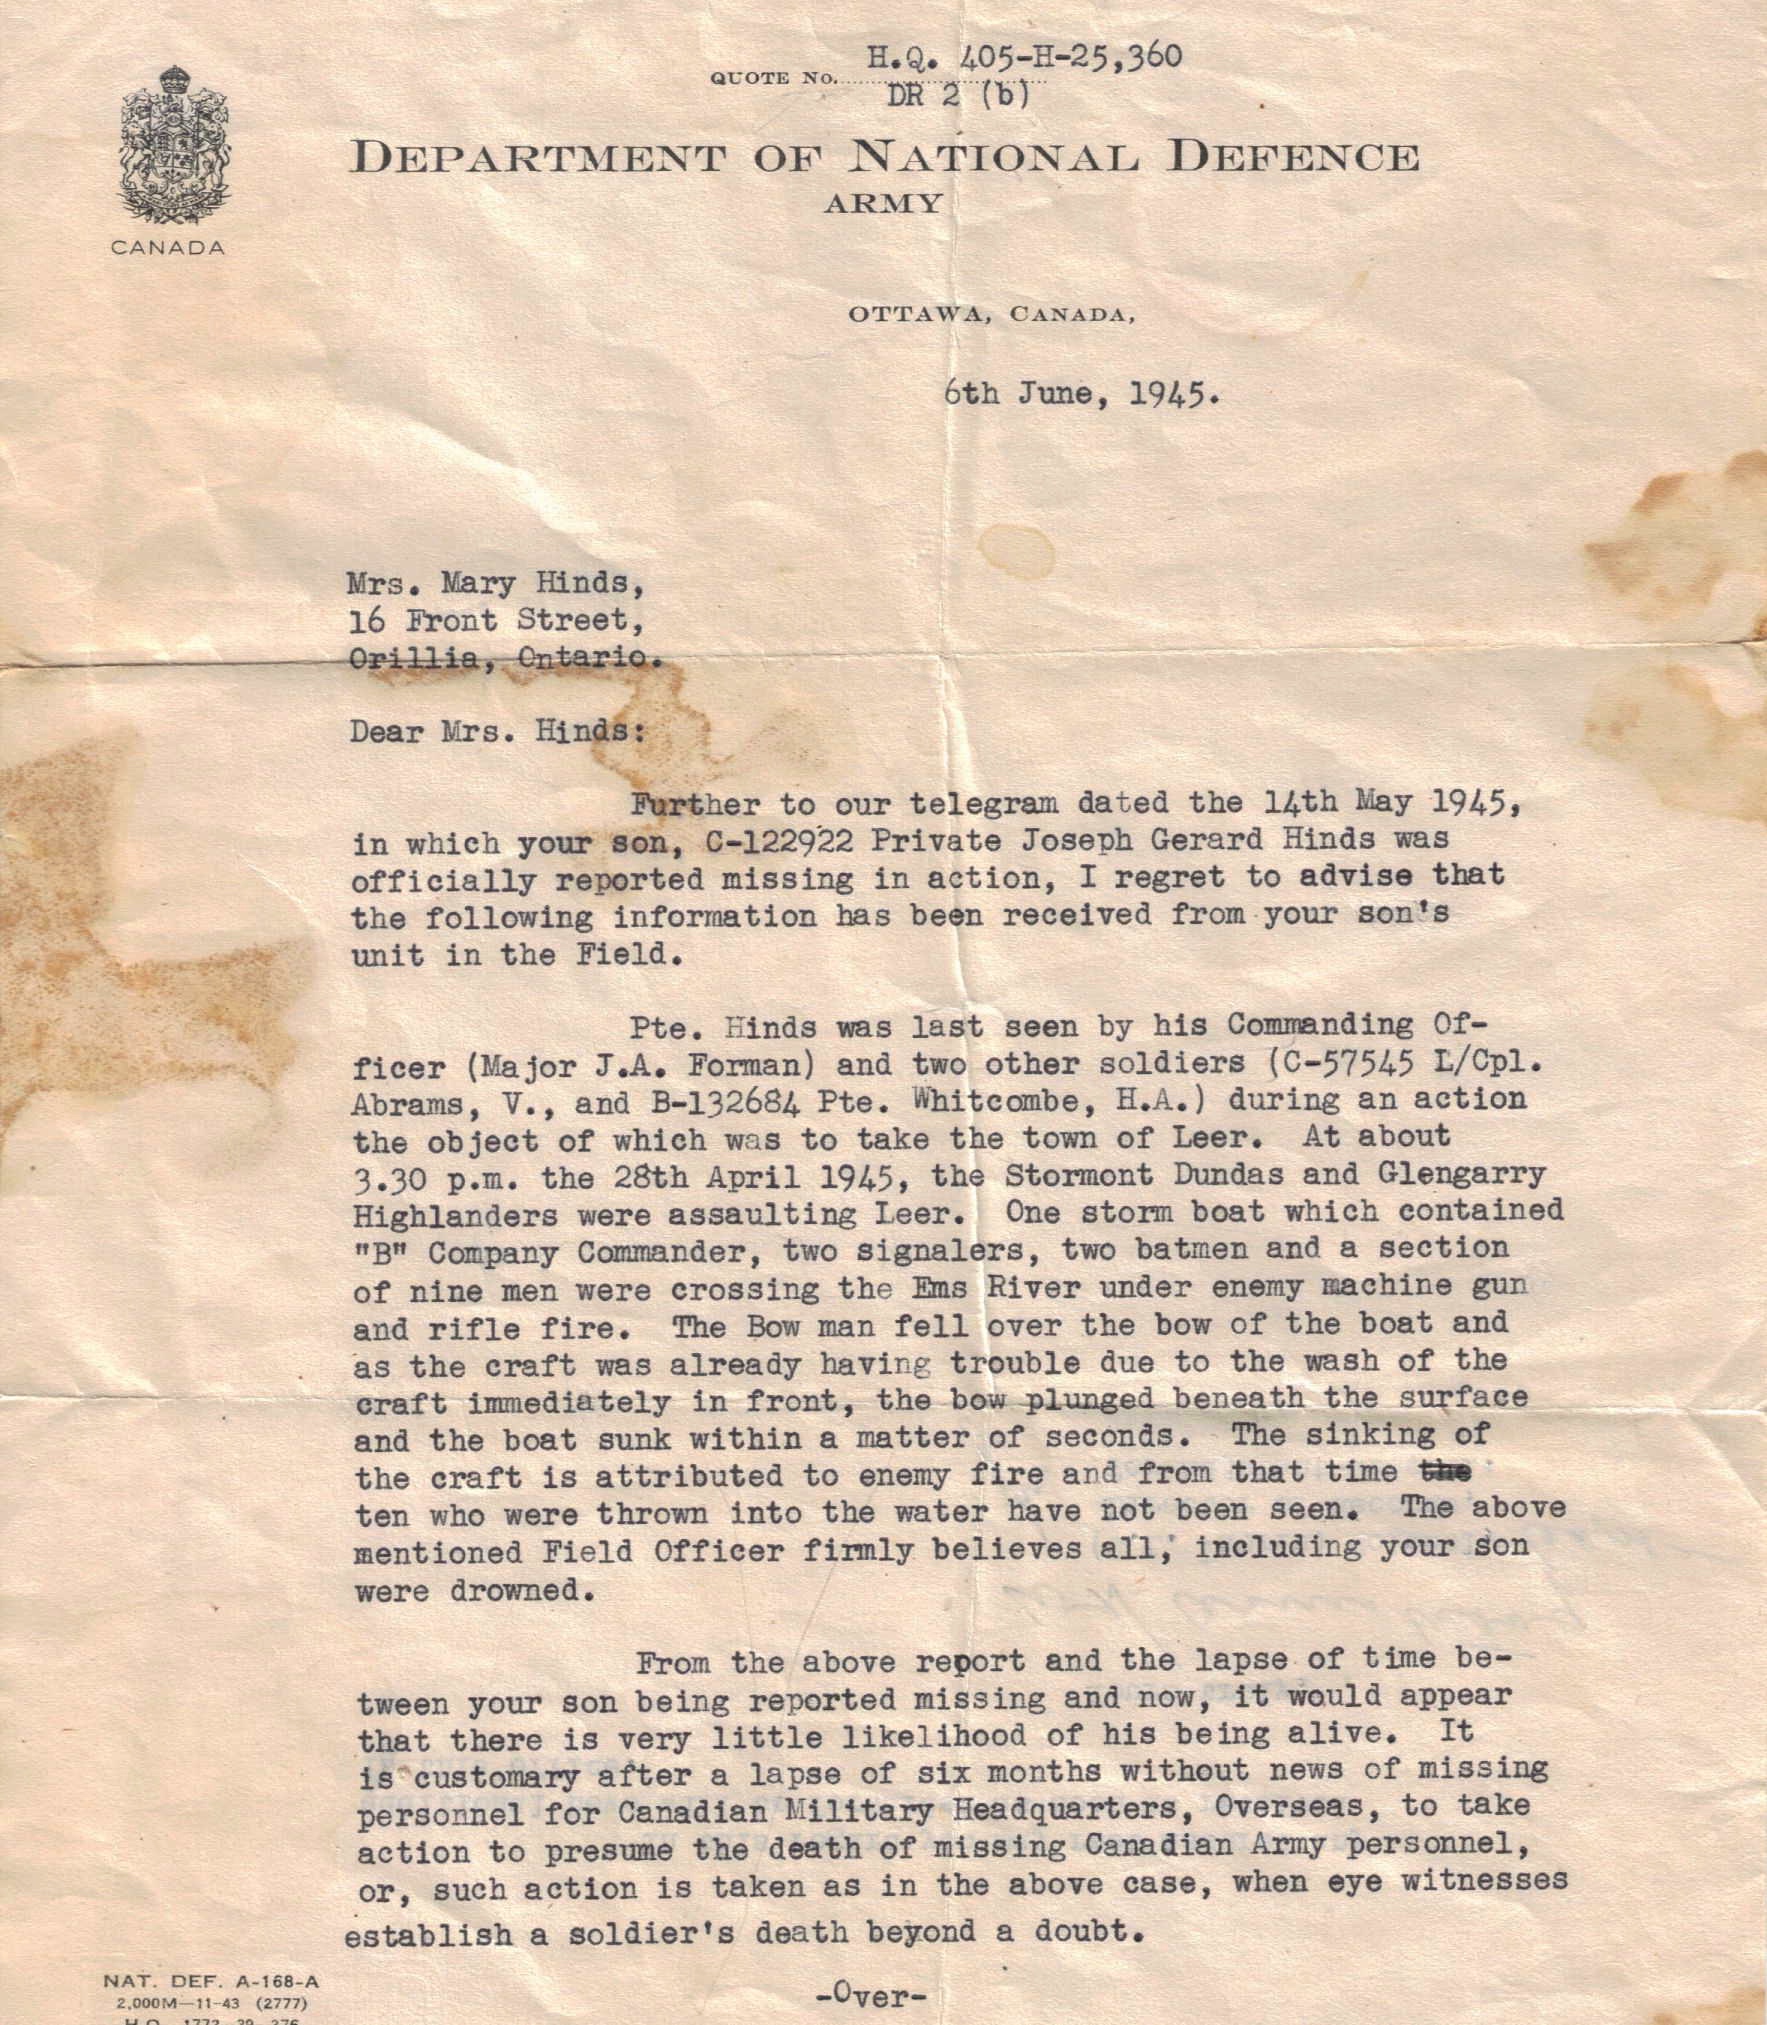 H.Q. 405-H-25,360
QUOTE NO.
DR 2 (b)
DEPARTMENT OF NATIONAL DEFENCE
ARMY
CANADA
OTTAWA, CANADA,
6th June, 1945.
Mrs. Mary Hinds,
16 Front Street,
Orillia, Ontario.
Dear Mrs. Hinds:
Further to our telegram dated the 14th May 1945,
in which your son, C-122922 Private Joseph Gerard Hinds was
officially reported missing in action, I regret to advise that
the following information has been received from your son's
unit in the Field.
Pte. Hinds was last seen by his Commanding Of-
ficer (Major J.A. Forman) and two other soldiers (C-57545 L/Cpl.
Abrams, V., and B-132684 Pte. Whitcombe, H.A.) during an action
the object of which was to take the town of Leer. At about
3.30 p.m. the 28th April 1945, the Stormont Dundas and Glengarry
Highlanders were assaulting Leer. One storm boat which contained
"B" Company Commander, two signalers, two batmen and a section
of nine men were crossing the Ems River under enemy machine gun
and rifle fire. The Bow man fell over the bow of the boat and
as the craft was already having trouble due to the wash of the
craft immediately in front, the bow plunged beneath the surface
and the boat sunk within a matter of seconds. The sinking of
the craft is attributed to enemy fire and from that time the
ten who were thrown into the water have not been seen. The above
mentioned Field Officer firmly believes all, including your son
were drowned.
From the above report and the lapse of time be-
tween your son being reported missing and now, it would appear
that there is very little likelihood of his being alive. It
is customary after a lapse of six months without news of missing
personnel for Canadian Military Headquarters, Overseas, to take
action to presume the death of missing Canadian Army personnel,
or, such action is taken as in the above case, when eye witnesses
establish a soldier's death beyond a doubt.
-Over-
NAT. DEF. A-168-A
2,000M—11-43 (2777)
H.Q. 1772-39-376